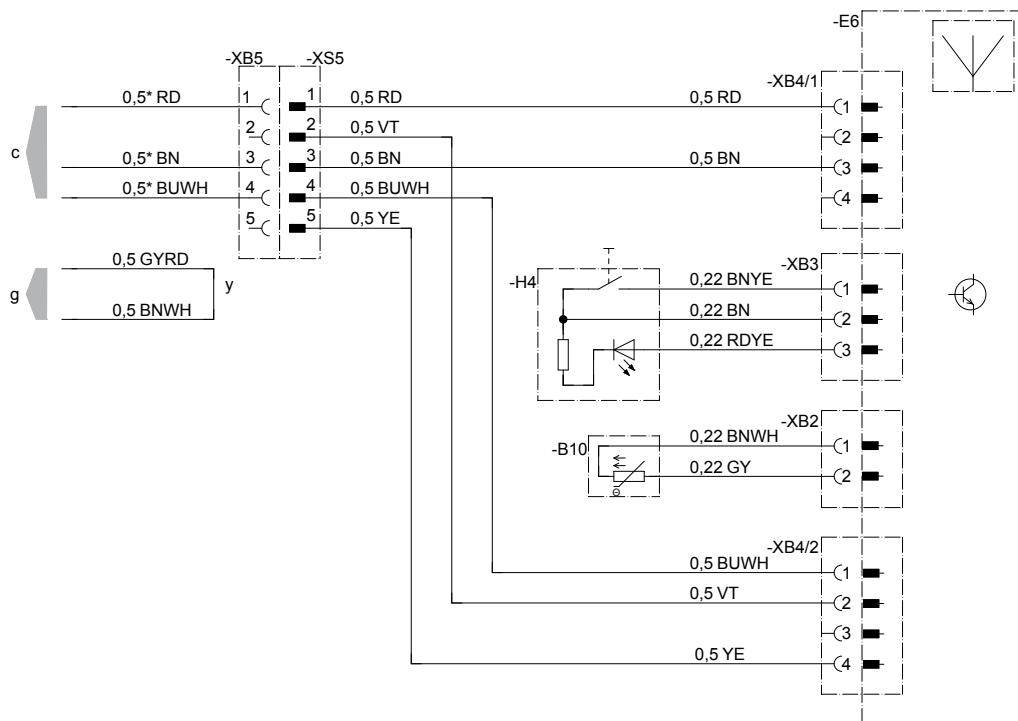 -E6
-XB5 -XS5
-XB4/1
0,5* RD 1 1 0,5 RD 0,5 RD 1
2 2 0,5 VT 2
c
0,5* BN 3 3 0,5 BN 0,5 BN 3
0,5* BUWH 4 4 0,5 BUWH 4
5 5 0,5 YE
0,5 GYRD
g
y
0,5 BNWH
-H4
-XB3
0,22 BNYE 1
0,22 BN 2
0,22 RDYE 3
-XB2
-B10
0,22 BNWH 1
0,22 GY 2
-XB4/2
0,5 BUWH 1
0,5 VT 2
3
0,5 YE 4